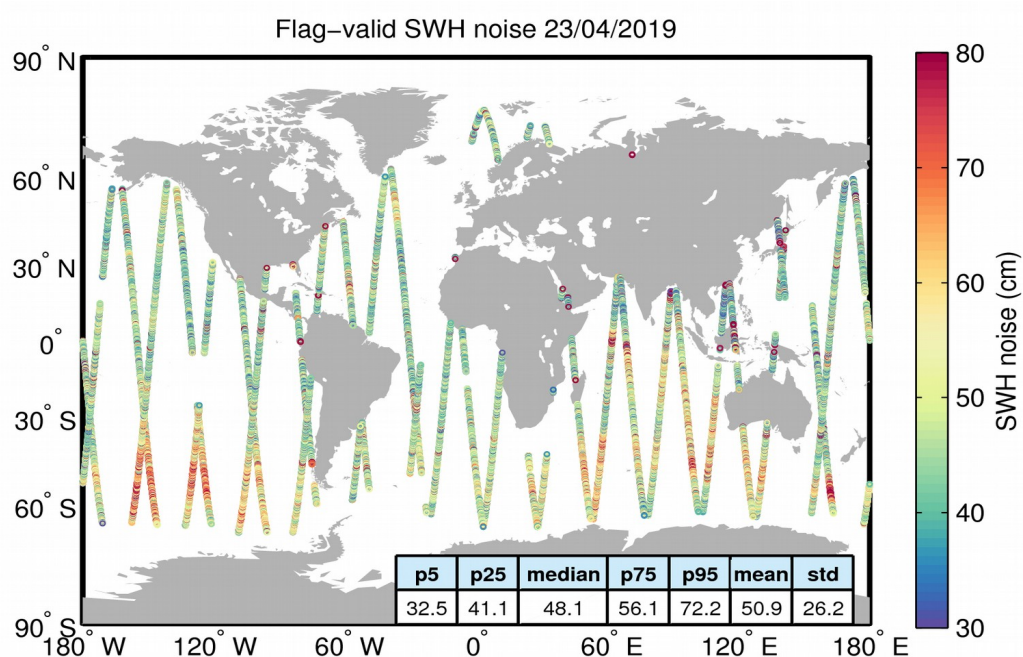 Flag−valid SWH noise 23/04/2019
90° N
60° N
30° N
0°
30° S
60° S
90° S
180° W
120° W
60° W
0°
60° E
120° E
180° E
80
70
60
50
40
30
SWH noise (cm)
p5 p25 median p75 p95 mean std
32.5 41.1 48.1 56.1 72.2 50.9 26.2